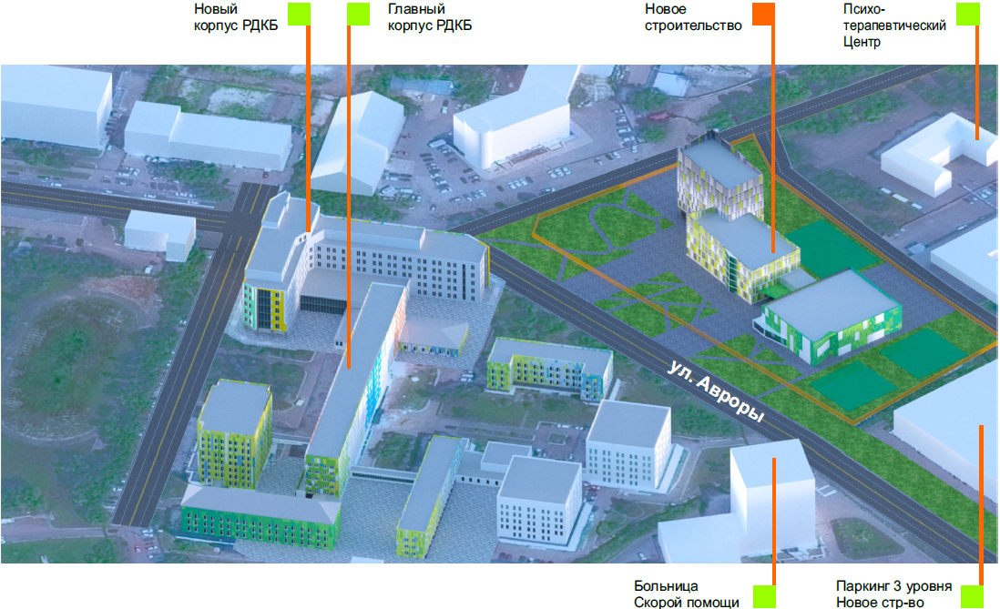 Новый
корпус РДКБ
Главный
корпус РДКБ
Новое
строительство
Психо-
терапевтический
Центр
ул. Авроры
Больница
Скорой помощи
Паркинг 3 уровня
Новое стр-во